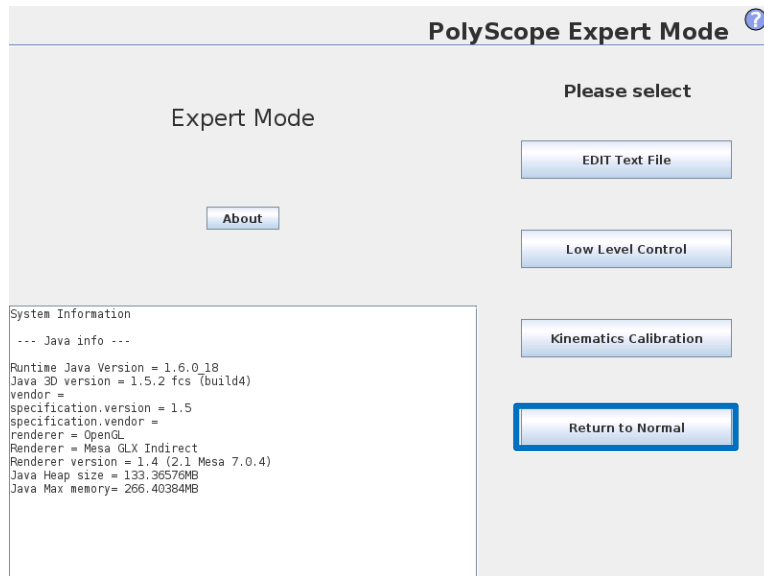 PolyScope Expert Mode
?
Please select
Expert Mode
EDIT Text File
About
Low Level Control
Kinematics Calibration
Return to Normal
System Information
--- Java info ---
Runtime Java Version = 1.6.0_18
Java 3D version = 1.5.2 fcs (build4)
vendor =
specification.version = 1.5
specification.vendor =
renderer = OpenGL
Renderer = Mesa GLX Indirect
Renderer version = 1.4 (2.1 Mesa 7.0.4)
Java Heap size = 133.36576MB
Java Max memory= 266.40384MB